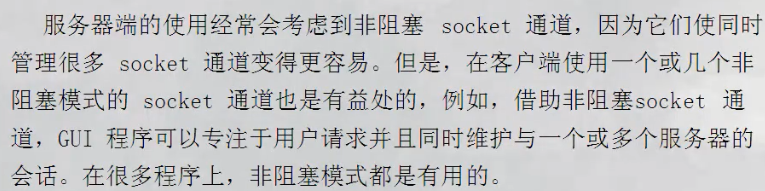 服务器端的使用经常会考虑到非阻塞 socket 通道，因为它们使同时
管理很多 socket 通道变得更容易。但是，在客户端使用一个或几个非
阻塞模式的 socket 通道也是有益处的，例如，借助非阻塞socket 通
道，GUI 程序可以专注于用户请求并且同时维护与一个或多个服务器的
会话。在很多程序上，非阻塞模式都是有用的。